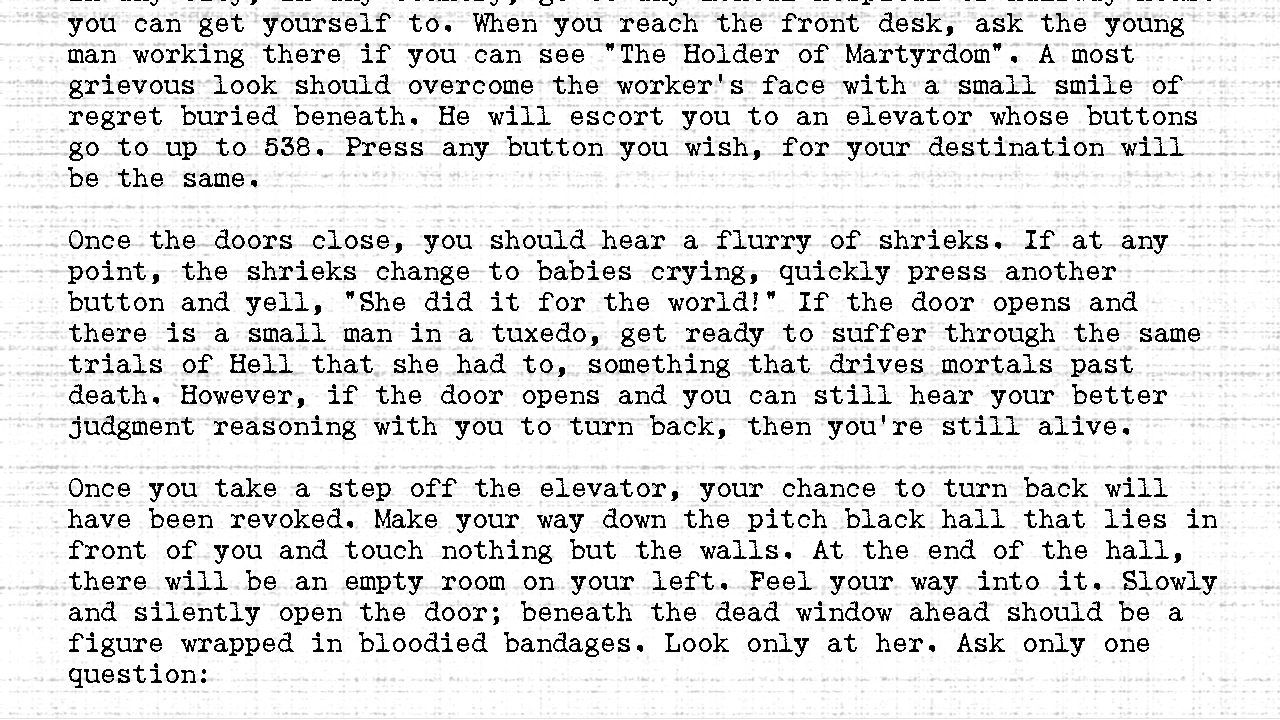 you can get yourself to. When you reach the front desk, ask the young
man working there if you can see "The Holder of Martyrdom". A most
grievous look should overcome the worker's face with a small smile of
regret buried beneath. He will escort you to an elevator whose buttons
go to up to 538. Press any button you wish, for your destination will
be the same.

Once the doors close, you should hear a flurry of shrieks. If at any
point, the shrieks change to babies crying, quickly press another
button and yell, "She did it for the world!" If the door opens and
there is a small man in a tuxedo, get ready to suffer through the same
trials of Hell that she had to, something that drives mortals past
death. However, if the door opens and you can still hear your better
judgment reasoning with you to turn back, then you're still alive.

Once you take a step off the elevator, your chance to turn back will
have been revoked. Make your way down the pitch black hall that lies in
front of you and touch nothing but the walls. At the end of the hall,
there will be an empty room on your left. Feel your way into it. Slowly
and silently open the door; beneath the dead window ahead should be a
figure wrapped in bloodied bandages. Look only at her. Ask only one
question: